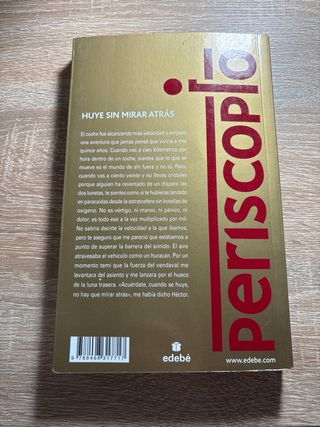 HUYE SIN MIRAR ATRÁS
El coche fue alcanzando más velocidad y empezó
una aventura que jamás pensé que viviría a mis
quince años. Cuando vas a cien kilómetros por
hora dentro de un coche, sientes que lo que se
mueve es el mundo de ahí fuera y no tú. Pero,
cuando vas a ciento veinte y no llevas cristales
porque alguien ha reventado de un disparo las
dos lunetas, te sientes como si te hubieras lanzado
en paracaídas desde la estratosfera sin botellas de
oxígeno. No es vértigo, ni mareo, ni pánico, ni
dolor, es todo eso a la vez multiplicado por mil.
No sabría decirte la velocidad a la que íbamos,
pero te aseguro que me pareció que estábamos a
punto de superar la barrera del sonido. El aire
atravesaba el vehículo como un huracán. Por un
momento temí que la fuerza del vendaval me
levantara del asiento y me lanzara por el hueco
de la luna trasera. «Acuérdate, cuando se huye,
no hay que mirar atrás», me había dicho Héctor.
periscopio
9 788468 317717
edebé
www.edebe.com